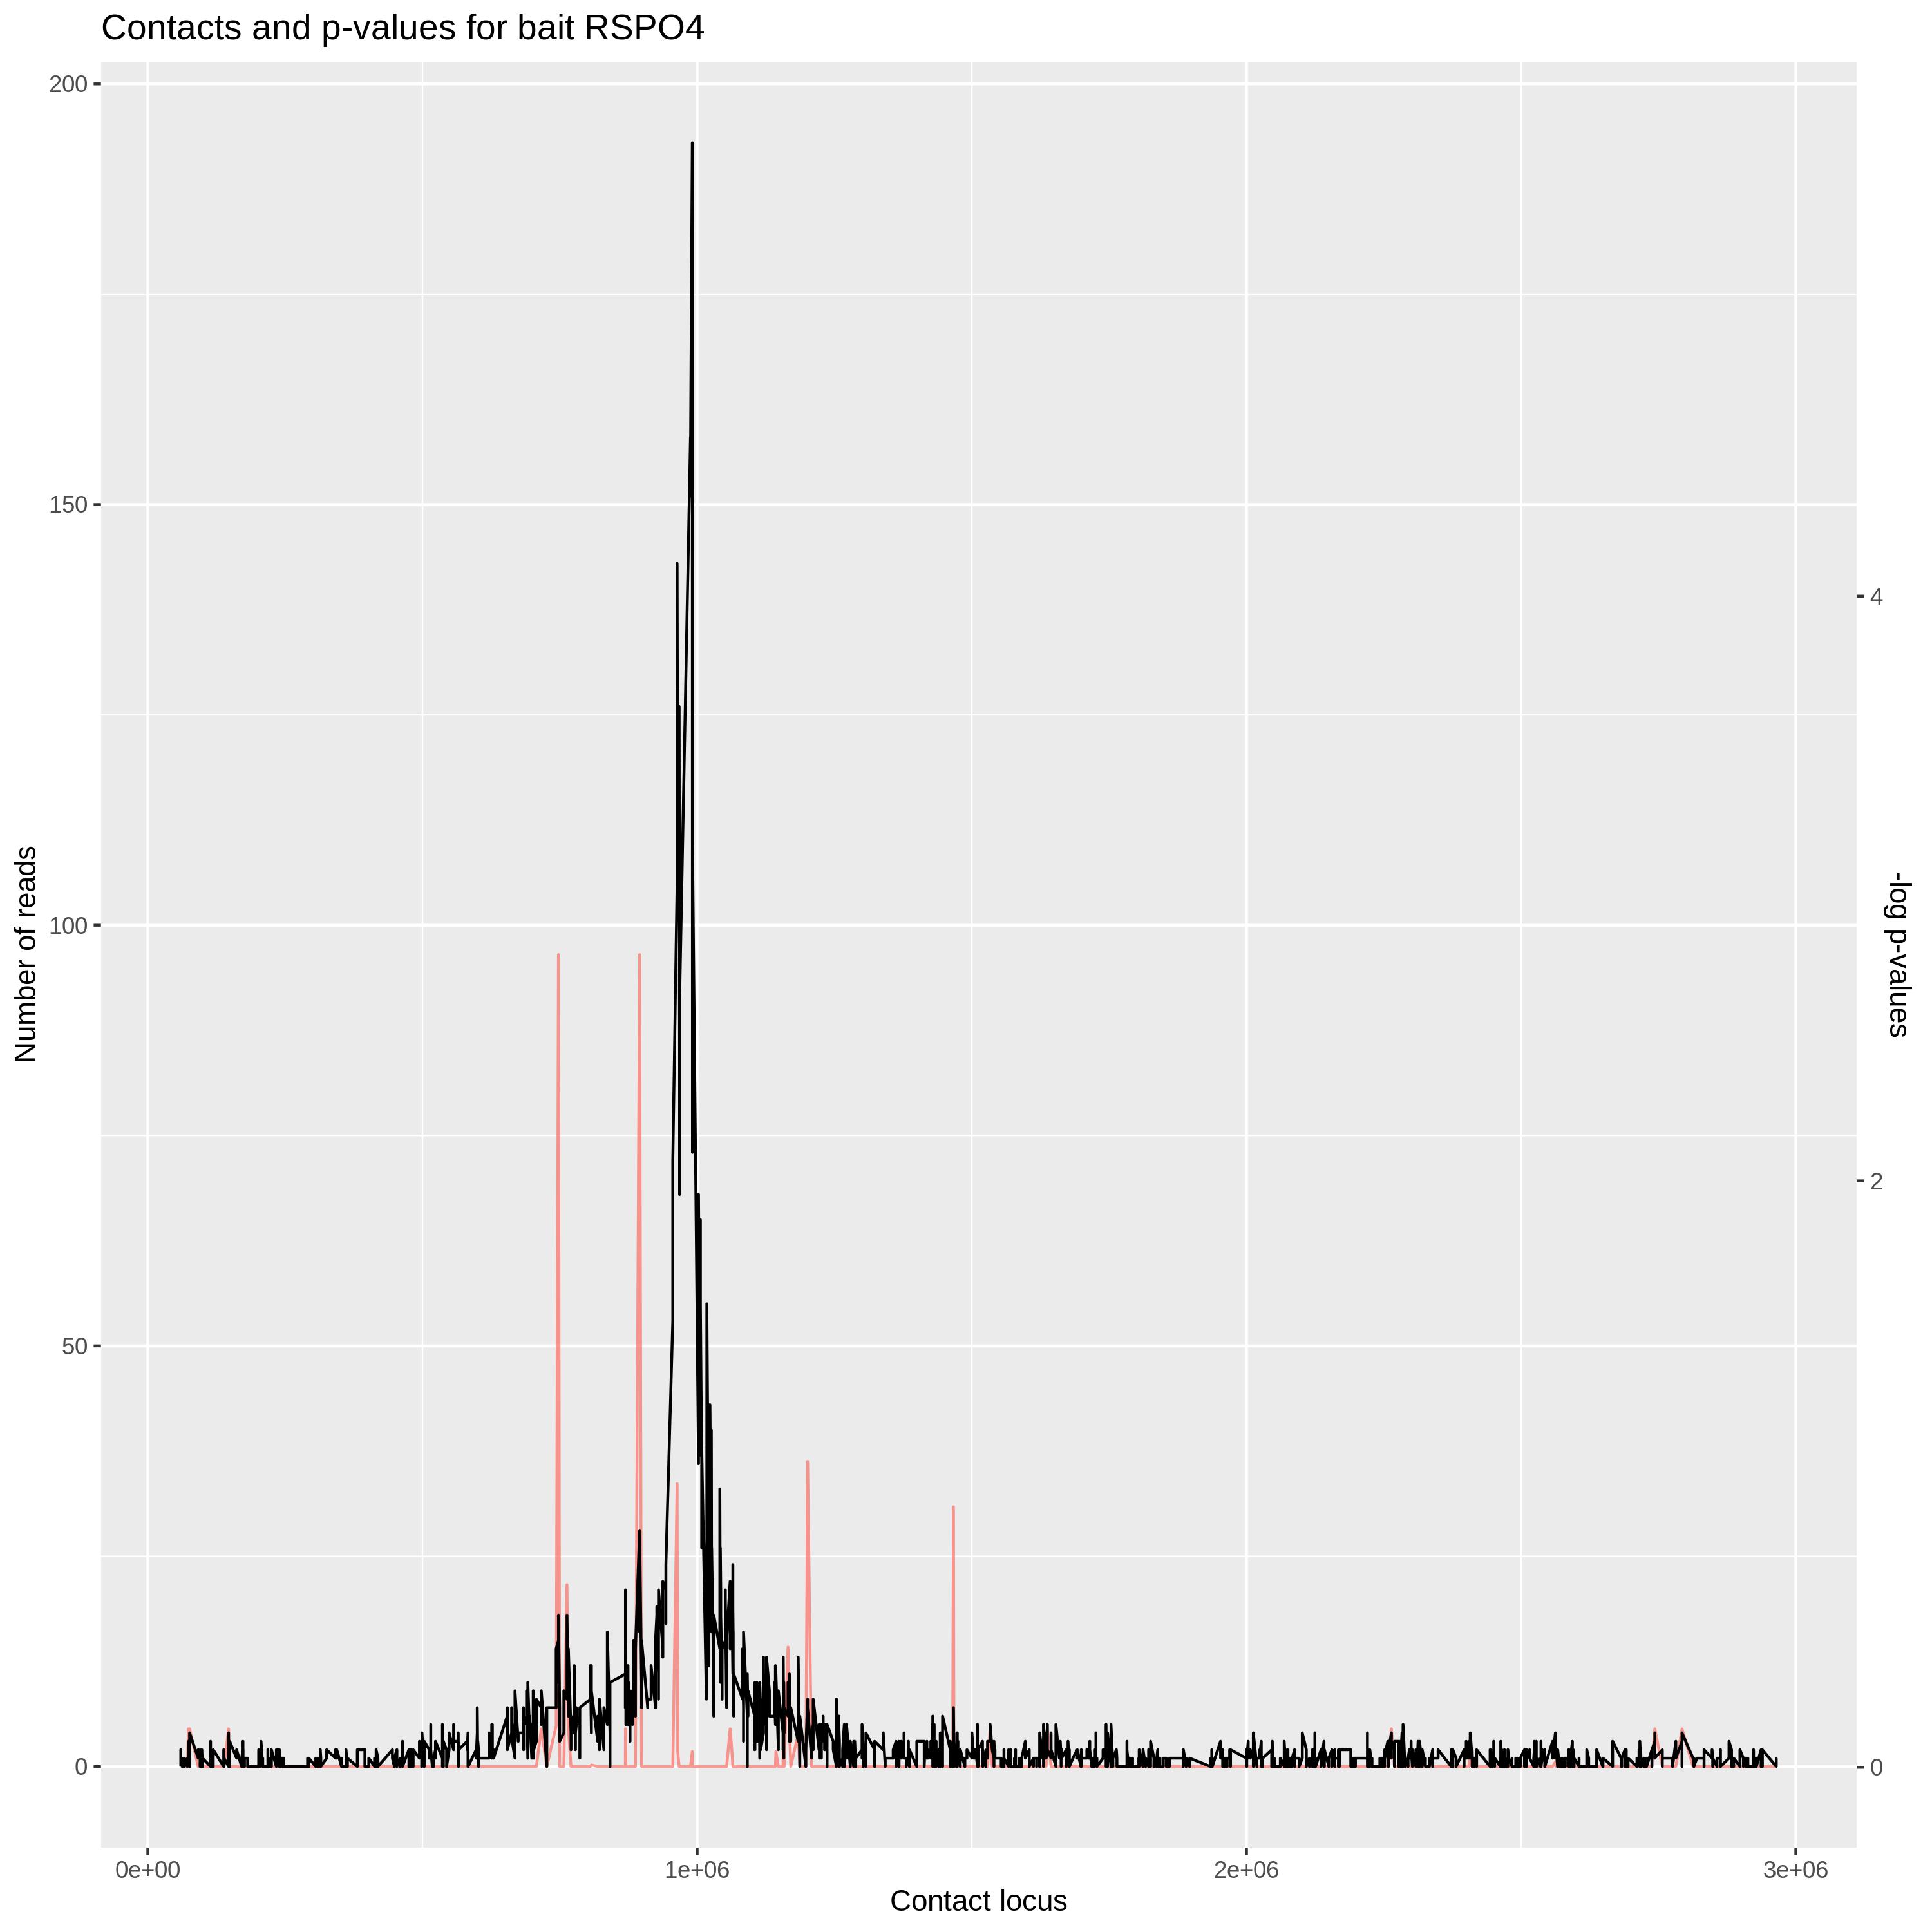 Contacts and p-values for bait RSPO4
200
150
100
50
0
Number of reads
4
2
0
-log p-values
0e+00
1e+06
2e+06
3e+06
Contact locus